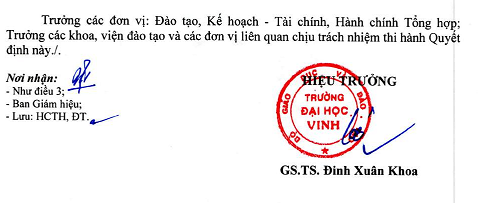 Trưởng các đơn vị: Đào tạo, Kế hoạch - Tài chính, Hành chính Tổng hợp;
Trưởng các khoa, viện đào tạo và các đơn vị liên quan chịu trách nhiệm thi hành Quyết
định này./.
Nơi nhận:
- Như điều 3;
- Ban Giám hiệu;
- Lưu: HCTH, ĐT.
HIỆU TRƯỞNG
BỘ GIÁO DỤC VÀ ĐÀO
TRƯỜNG
ĐẠI HỌC
VINH
GS.TS. Đinh Xuân Khoa